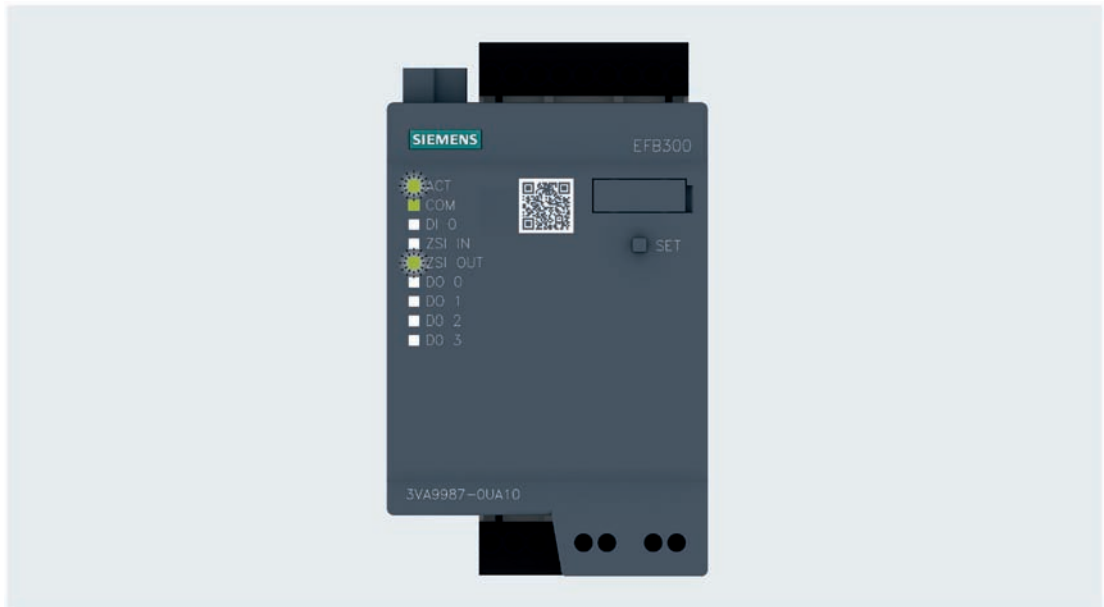 SIEMENS
EFB300
ACT
COM
DI 0
ZSI IN
ZSI OUT
DO 0
DO 1
DO 2
DO 3
SET
3VA9987-0UA10